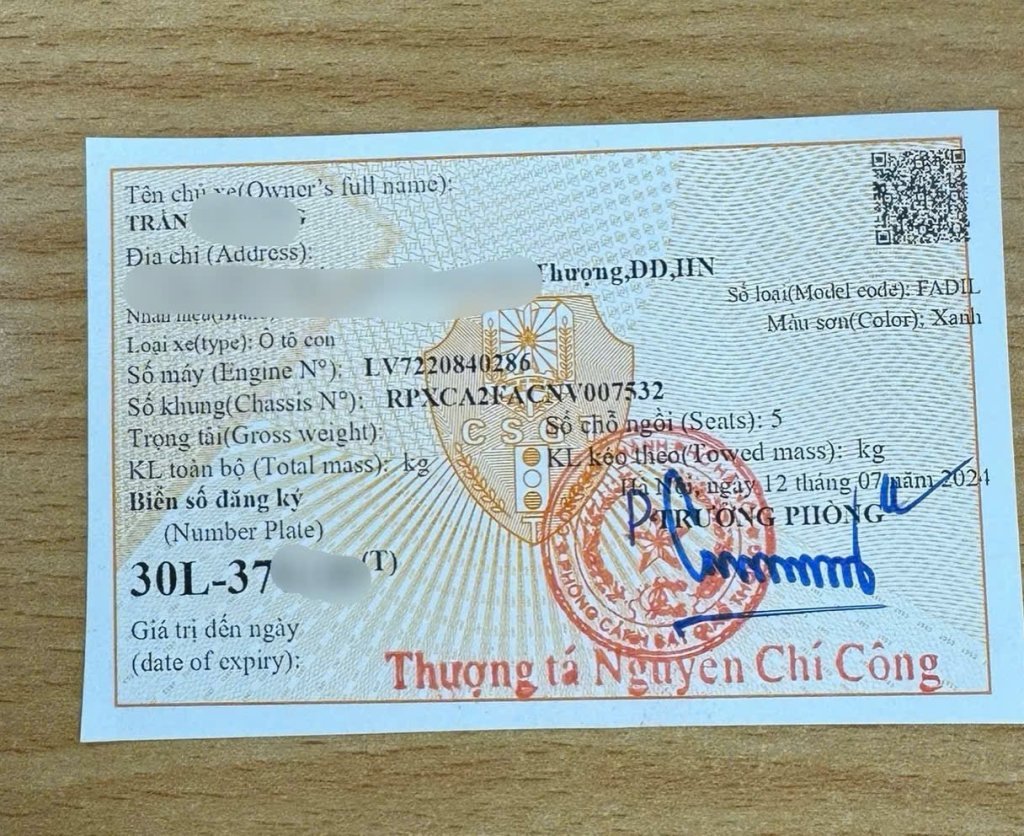 Tên chủ xe(Owner's full name):
TRẦN
Địa chỉ (Address):
Thượng,ĐĐ,HN
Số loại(Model code): FADIL
Màu sơn(Color): Xanh
Loại xe(type): Ô tô con
Số máy (Engine N°): LV7220840286
Số khung(Chassis N°): RPXCA2FACNV007532
Trọng tải(Gross weight):
Số chỗ ngồi (Seats): 5
KL toàn bộ (Total mass): kg
KL kéo theo(Towed mass): kg
Hà Nội, ngày 12 tháng 07 năm 2024
Biển số đăng ký
(Number Plate)
TRƯỞNG PHÒNG
30L-37
(T)
Giá trị đến ngày
(date of expiry):
Thượng tá Nguyễn Chí Công
CSGT